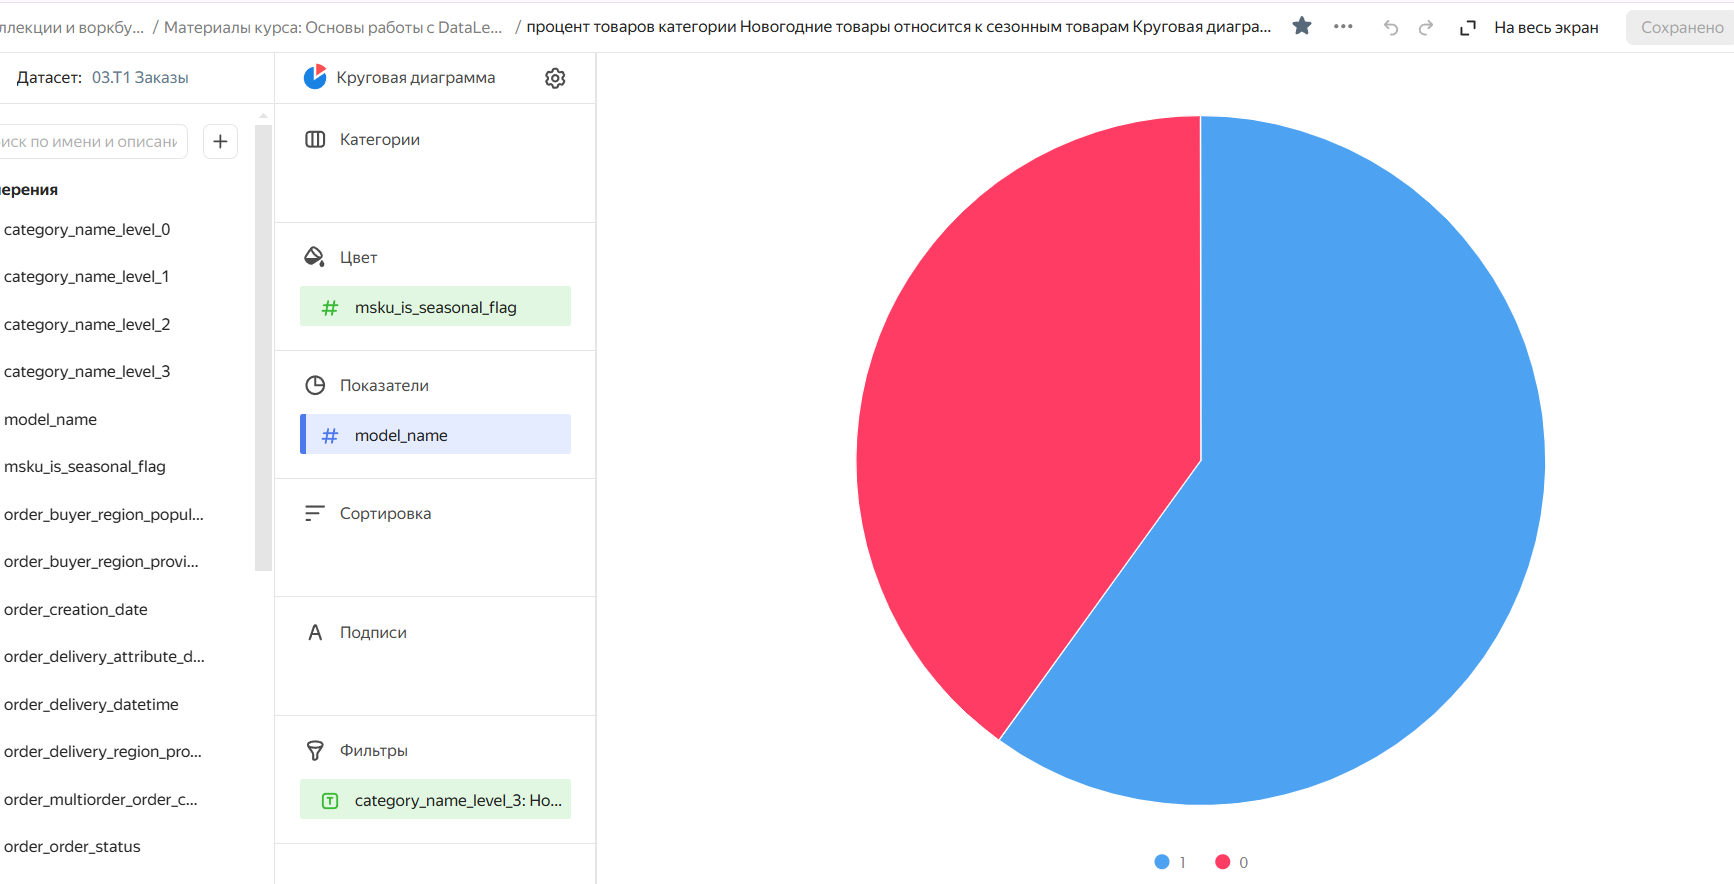 ллекции и воркбу... / Материалы курса: Основы работы с DataLe... / процент товаров категории Новогодние товары относится к сезонным товарам Круговая диагра... На весь экран Сохранено
Датасет: 03.Т1 Заказы
иск по имени и описани
ерения
category_name_level_0
category_name_level_1
category_name_level_2
category_name_level_3
model_name
msku_is_seasonal_flag
order_buyer_region_popul...
order_buyer_region_provi...
order_creation_date
order_delivery_attribute_d...
order_delivery_datetime
order_delivery_region_pro...
order_multiorder_order_c...
order_order_status
Круговая диаграмма
Категории
Цвет
msku_is_seasonal_flag
Показатели
model_name
Сортировка
Подписи
Фильтры
category_name_level_3: Но...
1 0